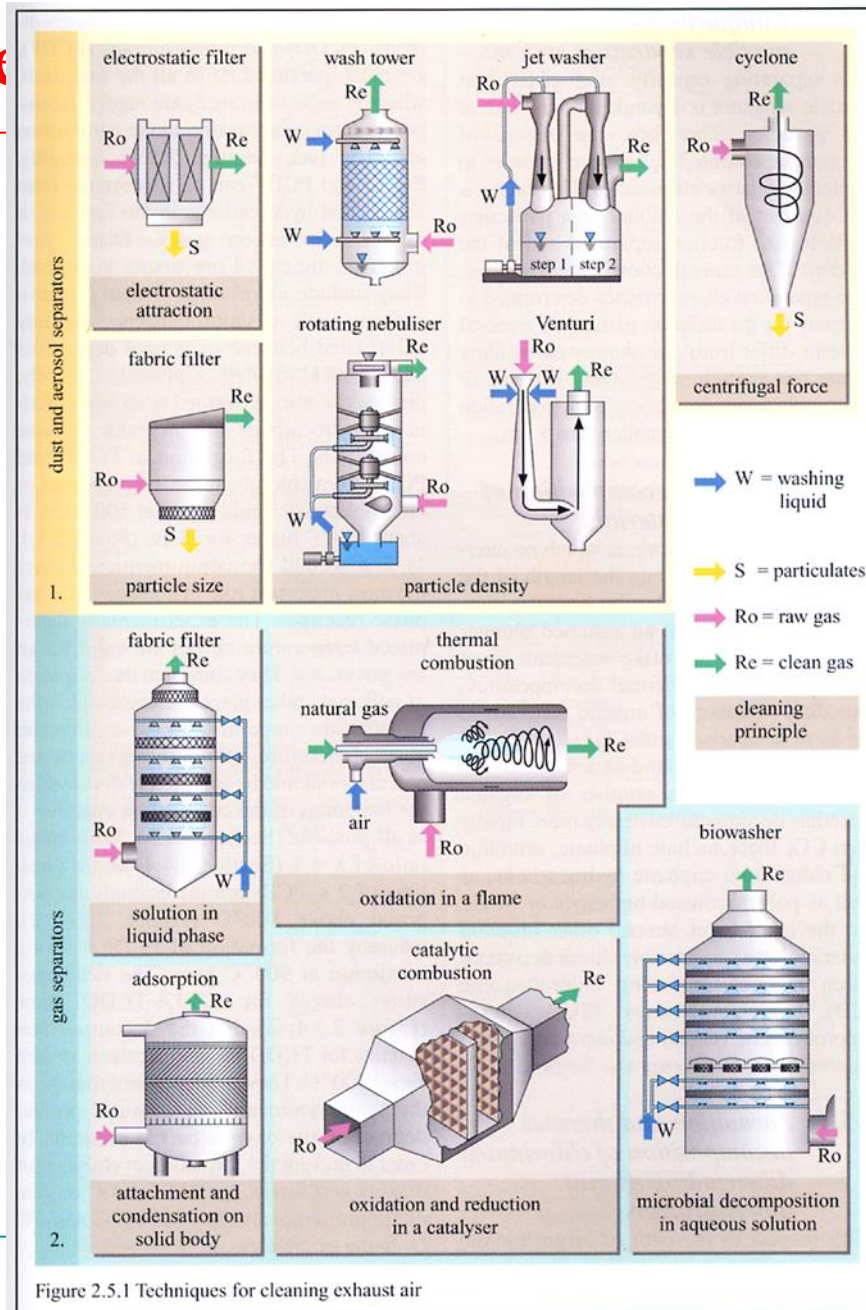 e
electrostatic filter
Ro
Re
S
electrostatic
attraction
wash tower
Re
W
W
Ro
jet washer
Ro
W
Re
step 1
step 2
cyclone
Re
Ro
S
centrifugal force
fabric filter
Re
Ro
S
particle size
rotating nebuliser
Re
W
Ro
Venturi
Ro
W
W
Re
particle density
dust and aerosol separators
1.
W = washing
liquid
S = particulates
Ro = raw gas
Re = clean gas
cleaning
principle
fabric filter
Re
Ro
W
solution in
liquid phase
thermal
combustion
natural gas
air
Ro
Re
oxidation in a flame
adsorption
Re
Ro
attachment and
condensation on
solid body
catalytic
combustion
Re
Ro
oxidation and reduction
in a catalyser
biowasher
Re
W
Ro
microbial decomposition
in aqueous solution
gas separators
2.
Figure 2.5.1 Techniques for cleaning exhaust air